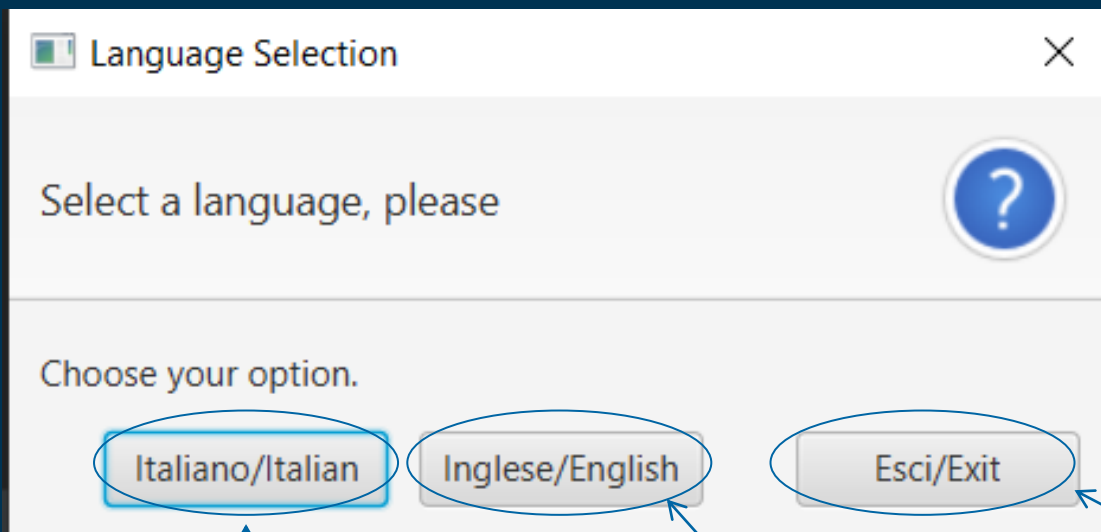 Language Selection
Select a language, please
?
Choose your option.
Italiano/Italian Inglese/English Esci/Exit